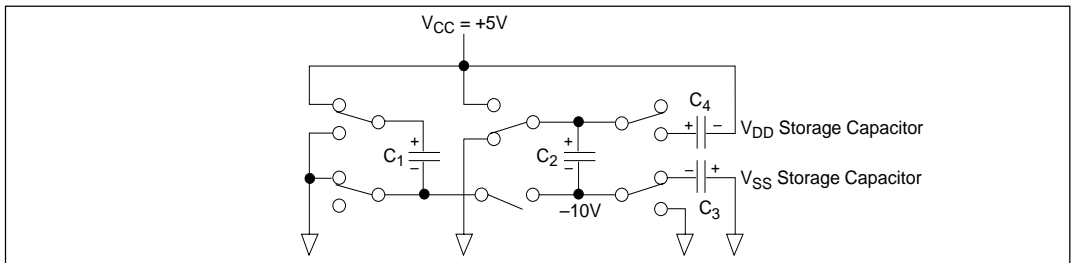 VCC = +5V
C4
+ − VDD Storage Capacitor
+
C1
−
+
C2
−
− + VSS Storage Capacitor
C3
–10V